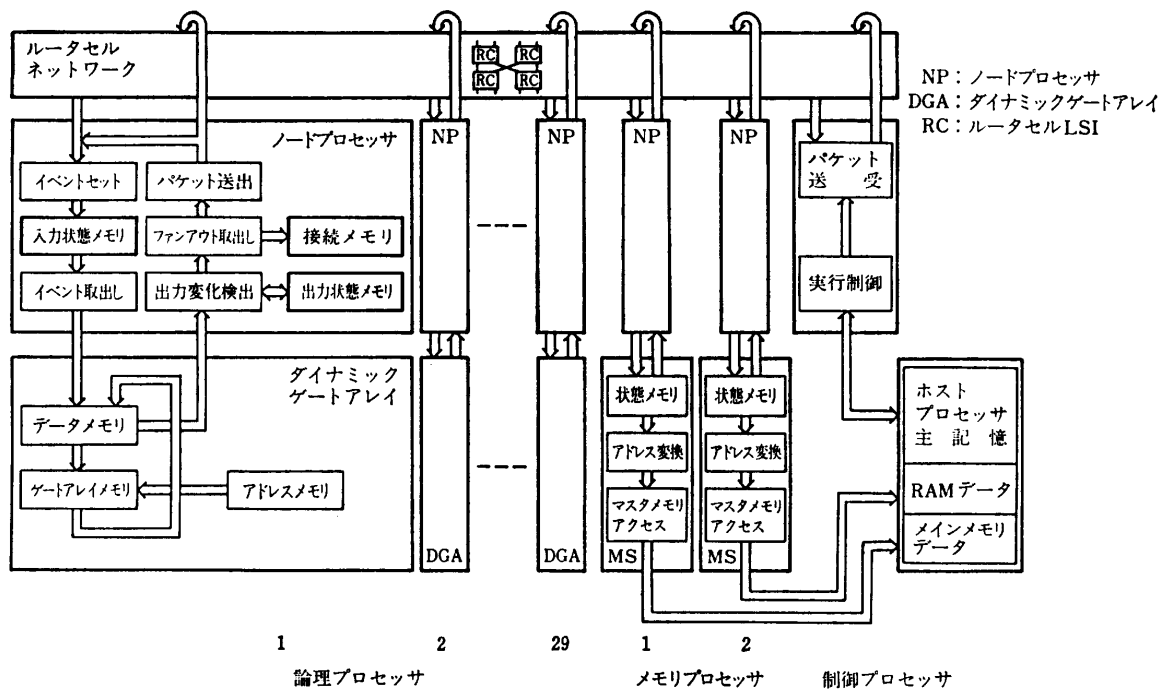 ルータセル
ネットワーク
RC RC
RC RC
NP：ノードプロセッサ
DGA：ダイナミックゲートアレイ
RC：ルータセルLSI
ノードプロセッサ
イベントセット
パケット送出
入力状態メモリ
ファンアウト取出し
接続メモリ
イベント取出し
出力変化検出
出力状態メモリ
NP
NP
NP
NP
パケット
送受
実行制御
ダイナミック
ゲートアレイ
データメモリ
ゲートアレイメモリ
アドレスメモリ
DGA
DGA
状態メモリ
アドレス変換
マスタメモリ
アクセス
MS
状態メモリ
アドレス変換
マスタメモリ
アクセス
MS
ホスト
プロセッサ
主記憶
RAMデータ
メインメモリ
データ
1 2 29 1 2
論理プロセッサ メモリプロセッサ 制御プロセッサ